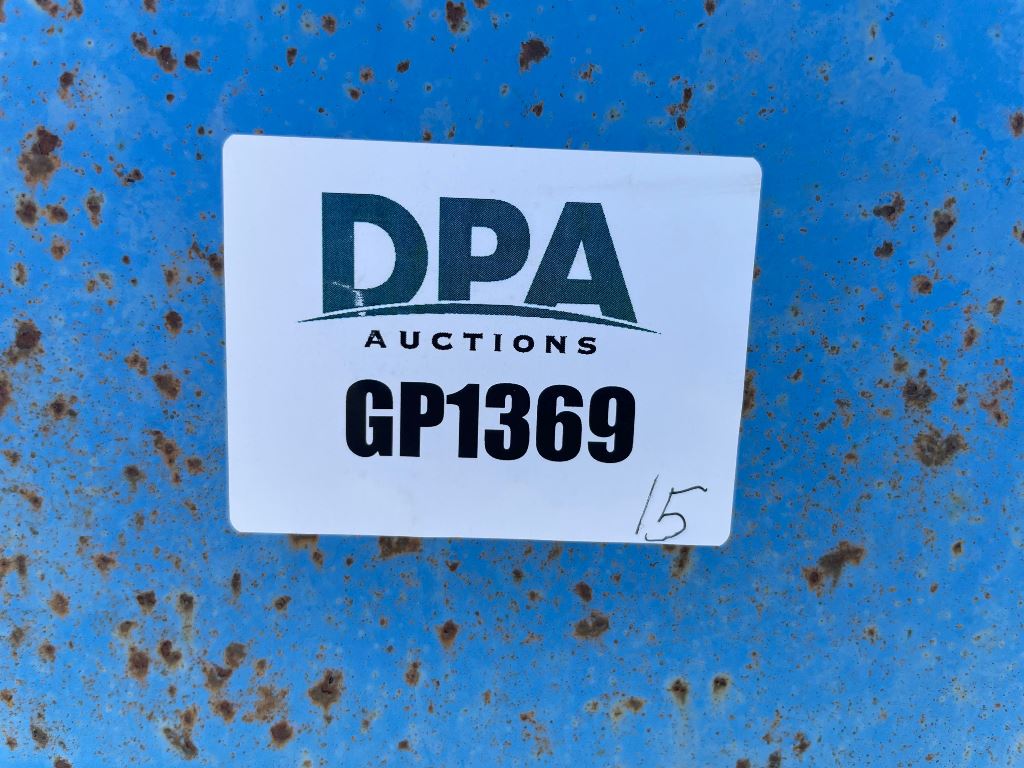 DPA
AUCTIONS
GP1369
15